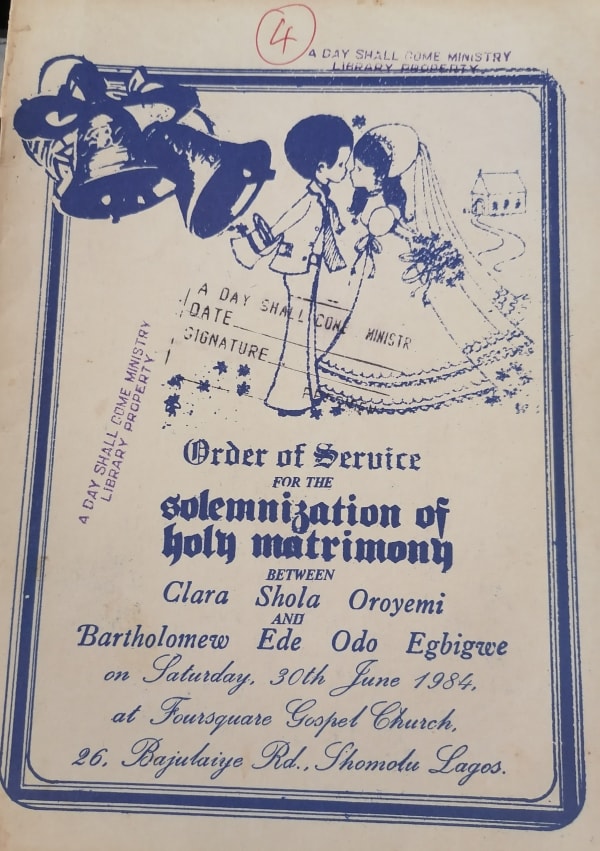 4
A DAY SHALL COME MINISTRY
LIBRARY PROPERTY
A DAY SHALL COME MINISTR
DATE
SIGNATURE
A DAY SHALL COME MINISTRY
LIBRARY PROPERTY
Order of Service
FOR THE
solemnization of
holy matrimony
BETWEEN
Clara Shola Oroyemi
AND
Bartholomew Ede Odo Egbigwe
on Saturday, 30th June 1984,
at Foursquare Gospel Church,
26, Bajulaiye Rd., Shomolu Lagos.